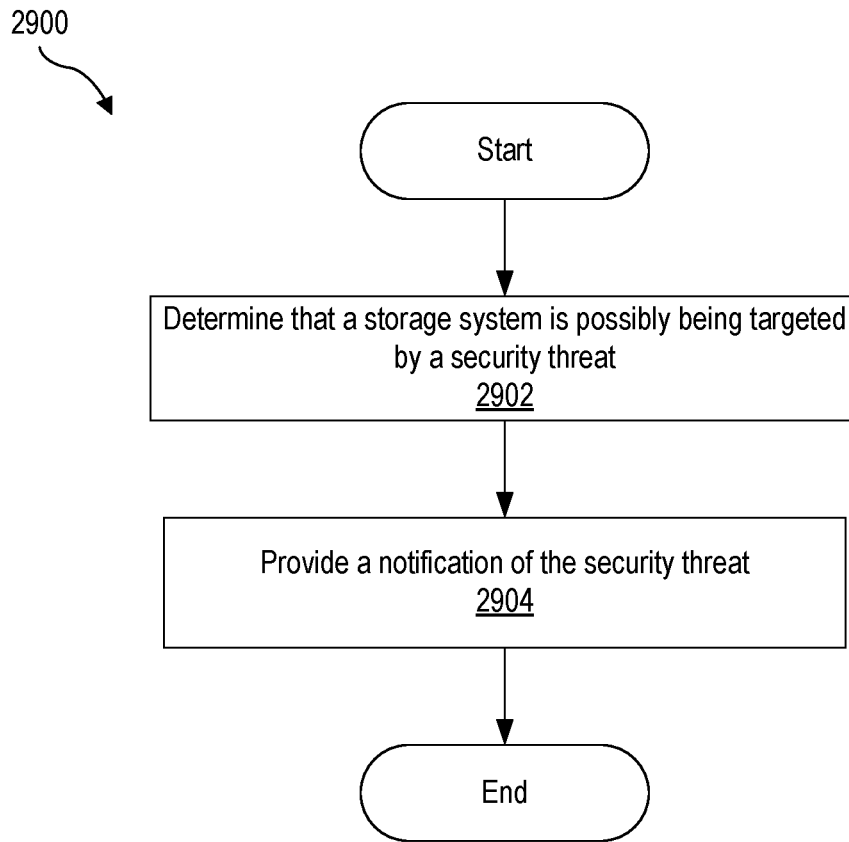 2900
Start
Determine that a storage system is possibly being targeted
by a security threat
2902
Provide a notification of the security threat
2904
End